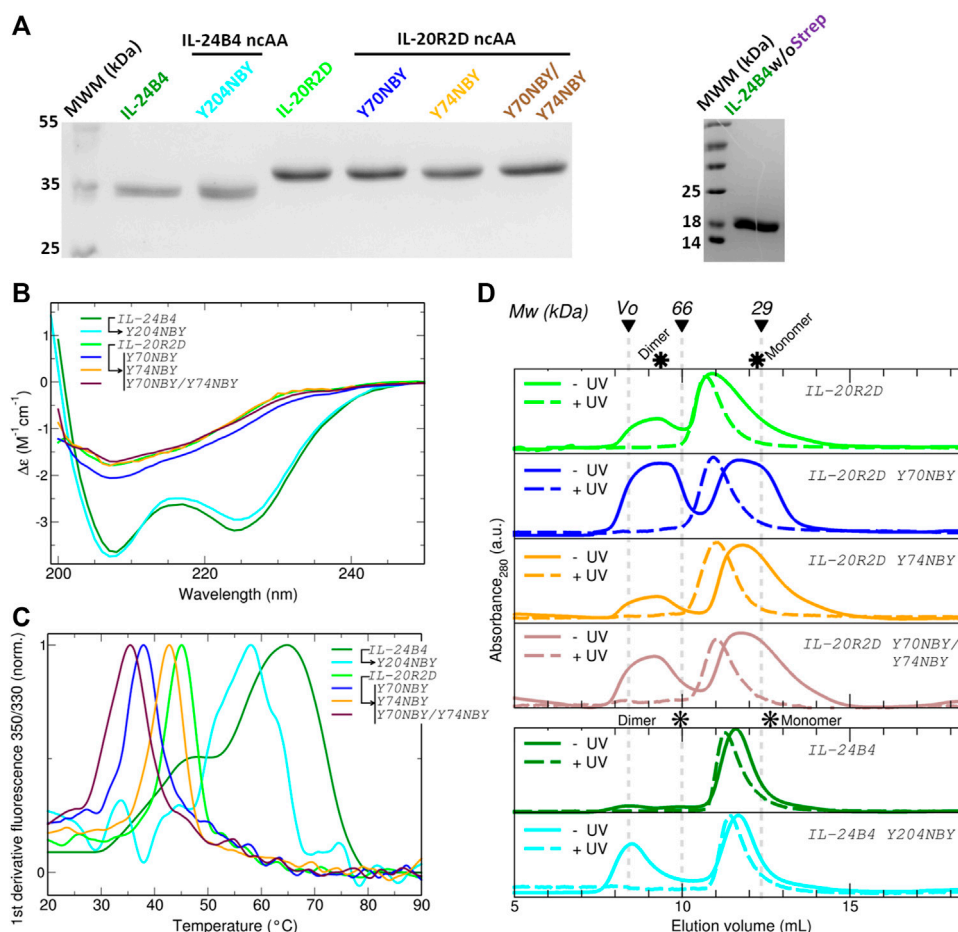 A
MWM (kDa)
IL-24B4
IL-24B4 ncAA
Y204NBY
IL-20R2D
IL-20R2D ncAA
Y70NBY
Y74NBY
Y70NBY/
Y74NBY
55
35
25
MWM (kDa)
IL-24B4w/oStrep
25
18
14
B
IL-24B4
Y204NBY
IL-20R2D
Y70NBY
Y74NBY
Y70NBY/Y74NBY
Δε (M⁻¹cm⁻¹)
1
0
-1
-2
-3
200 220 240
Wavelength (nm)
C
IL-24B4
Y204NBY
IL-20R2D
Y70NBY
Y74NBY
Y70NBY/Y74NBY
1st derivative fluorescence 350/330 (norm.)
1
0
20 30 40 50 60 70 80 90
Temperature (°C)
D
Mw (kDa) Vo 66 29
Dimer
Monomer
- UV
+ UV
IL-20R2D
- UV
+ UV
IL-20R2D Y70NBY
- UV
+ UV
IL-20R2D Y74NBY
- UV
+ UV
IL-20R2D Y70NBY/
Y74NBY
Dimer Monomer
- UV
+ UV
IL-24B4
- UV
+ UV
IL-24B4 Y204NBY
Absorbance₂₈₀ (a.u.)
5 10 15
Elution volume (mL)